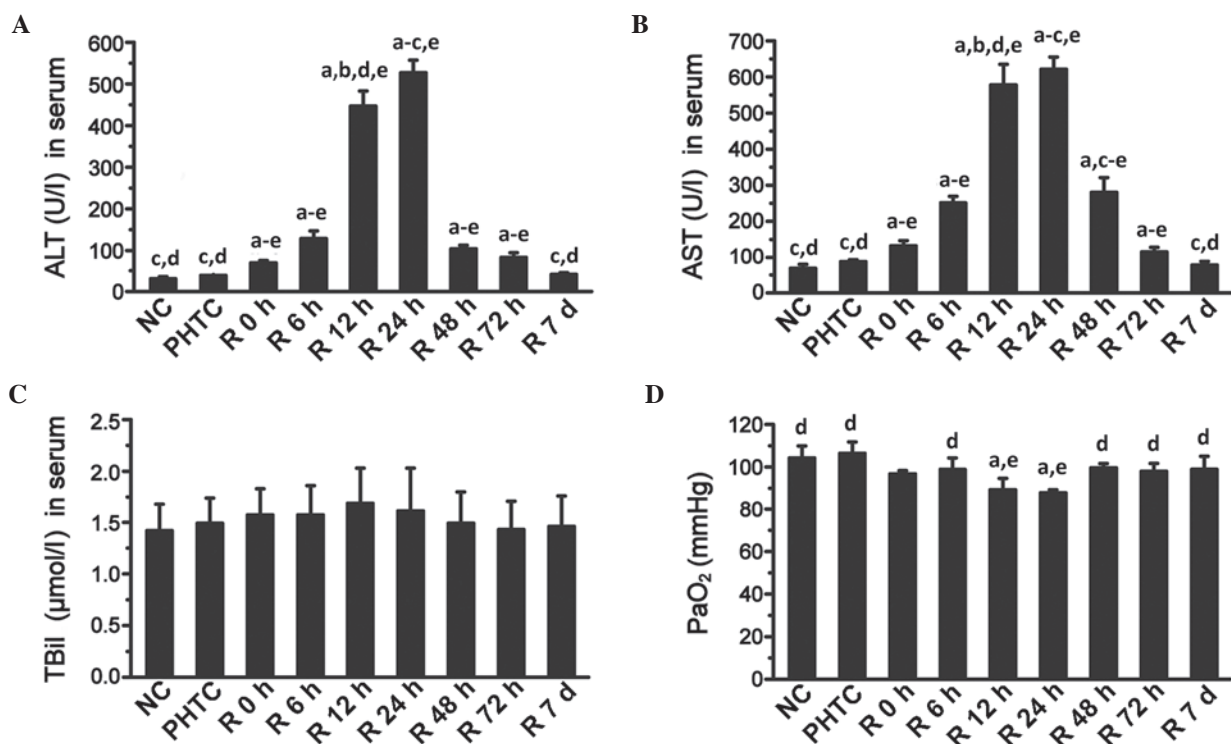 A
ALT (U/l) in serum
600
500
400
300
200
100
0
c,d
c,d
a-e
a-e
a,b,d,e
a-c,e
a-e
a-e
c,d
NC
PHTC
R 0 h
R 6 h
R 12 h
R 24 h
R 48 h
R 72 h
R 7 d
B
AST (U/l) in serum
700
600
500
400
300
200
100
0
c,d
c,d
a-e
a-e
a,b,d,e
a-c,e
a,c-e
a-e
c,d
NC
PHTC
R 0 h
R 6 h
R 12 h
R 24 h
R 48 h
R 72 h
R 7 d
C
TBil (μmol/l) in serum
2.5
2.0
1.5
1.0
0.5
0.0
NC
PHTC
R 0 h
R 6 h
R 12 h
R 24 h
R 48 h
R 72 h
R 7 d
D
PaO₂ (mmHg)
120
100
80
60
40
20
0
d
d
d
a,e
a,e
d
d
d
NC
PHTC
R 0 h
R 6 h
R 12 h
R 24 h
R 48 h
R 72 h
R 7 d